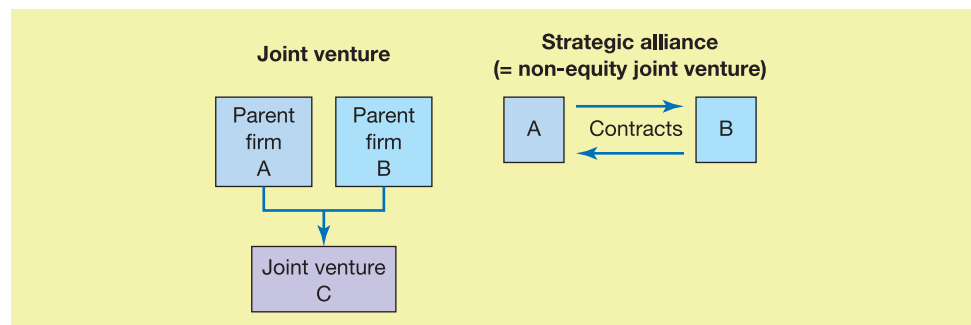 Joint venture
Strategic alliance
(= non-equity joint venture)
Parent
firm
A
Parent
firm
B
A
Contracts
B
Joint venture
C